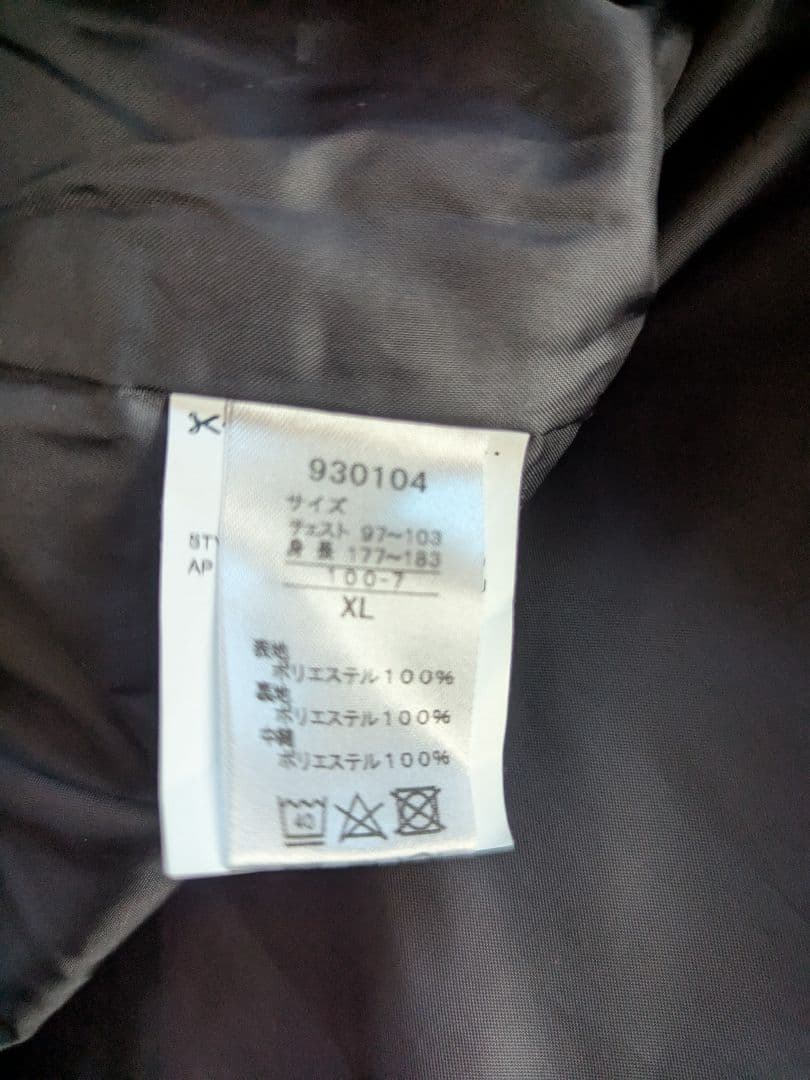 930104
サイズ
チェスト 97~103
身長 177~183
100-7
XL
表地
ポリエステル100%
裏地
ポリエステル100%
中綿
ポリエステル100%
40
AP